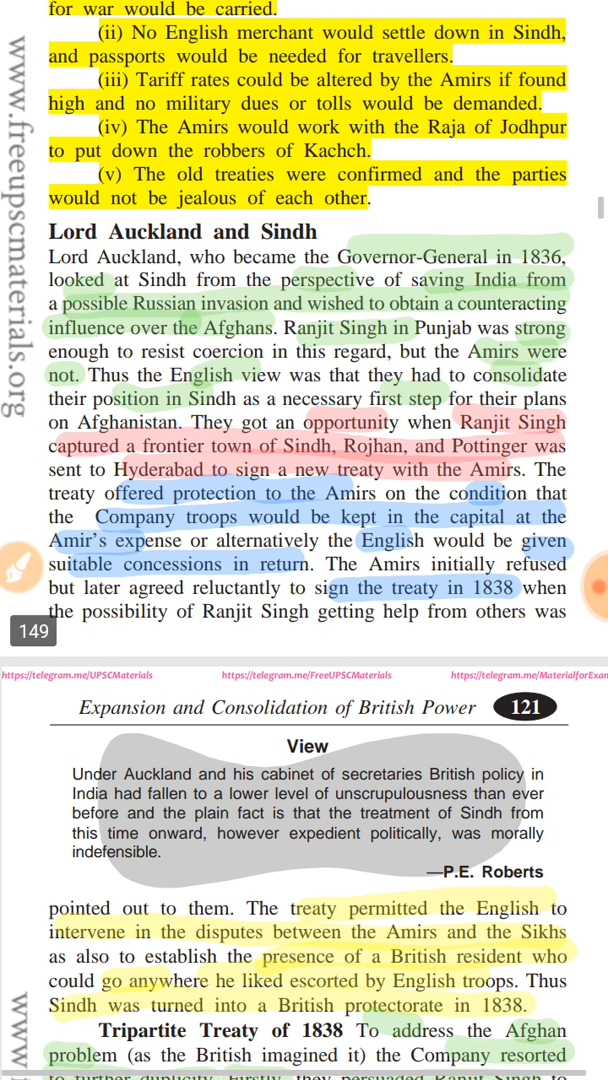 for war would be carried.
(ii) No English merchant would settle down in Sindh,
and passports would be needed for travellers.
(iii) Tariff rates could be altered by the Amirs if found
high and no military dues or tolls would be demanded.
(iv) The Amirs would work with the Raja of Jodhpur
to put down the robbers of Kachch.
(v) The old treaties were confirmed and the parties
would not be jealous of each other.
www.freeupscmaterials.org
Lord Auckland and Sindh
Lord Auckland, who became the Governor-General in 1836,
looked at Sindh from the perspective of saving India from
a possible Russian invasion and wished to obtain a counteracting
influence over the Afghans. Ranjit Singh in Punjab was strong
enough to resist coercion in this regard, but the Amirs were
not. Thus the English view was that they had to consolidate
their position in Sindh as a necessary first step for their plans
on Afghanistan. They got an opportunity when Ranjit Singh
captured a frontier town of Sindh, Rojhan, and Pottinger was
sent to Hyderabad to sign a new treaty with the Amirs. The
treaty offered protection to the Amirs on the condition that
the Company troops would be kept in the capital at the
Amir's expense or alternatively the English would be given
suitable concessions in return. The Amirs initially refused
but later agreed reluctantly to sign the treaty in 1838 when
the possibility of Ranjit Singh getting help from others was
149
https://telegram.me/UPSCMaterials
https://telegram.me/FreeUPSCMaterials
https://telegram.me/MaterialforExa
Expansion and Consolidation of British Power 121
View
Under Auckland and his cabinet of secretaries British policy in
India had fallen to a lower level of unscrupulousness than ever
before and the plain fact is that the treatment of Sindh from
this time onward, however expedient politically, was morally
indefensible.
—P.E. Roberts
pointed out to them. The treaty permitted the English to
intervene in the disputes between the Amirs and the Sikhs
as also to establish the presence of a British resident who
could go anywhere he liked escorted by English troops. Thus
Sindh was turned into a British protectorate in 1838.
Tripartite Treaty of 1838 To address the Afghan
problem (as the British imagined it) the Company resorted
to further duplicity. Firstly, they persuaded Ranjit Singh to
www